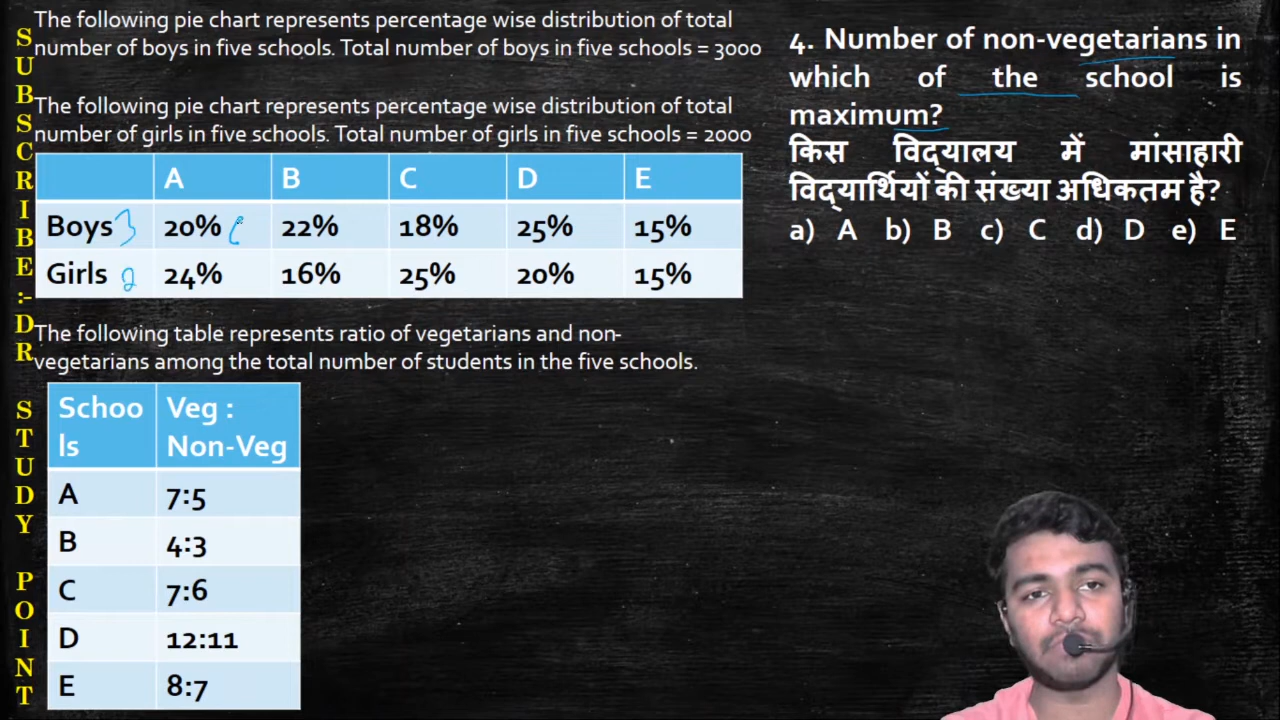 SUBSCRIBE:-DR STUDY POINT
The following pie chart represents percentage wise distribution of total
number of boys in five schools. Total number of boys in five schools = 3000
The following pie chart represents percentage wise distribution of total
number of girls in five schools. Total number of girls in five schools = 2000
A B C D E
Boys 3 20% 22% 18% 25% 15%
Girls 2 24% 16% 25% 20% 15%
The following table represents ratio of vegetarians and non-
vegetarians among the total number of students in the five schools.
Schoo Veg :
ls Non-Veg
A 7:5
B 4:3
C 7:6
D 12:11
E 8:7
4. Number of non-vegetarians in
which of the school is
maximum?
किस विद्यालय में मांसाहारी
विद्यार्थियों की संख्या अधिकतम है?
a) A b) B c) C d) D e) E